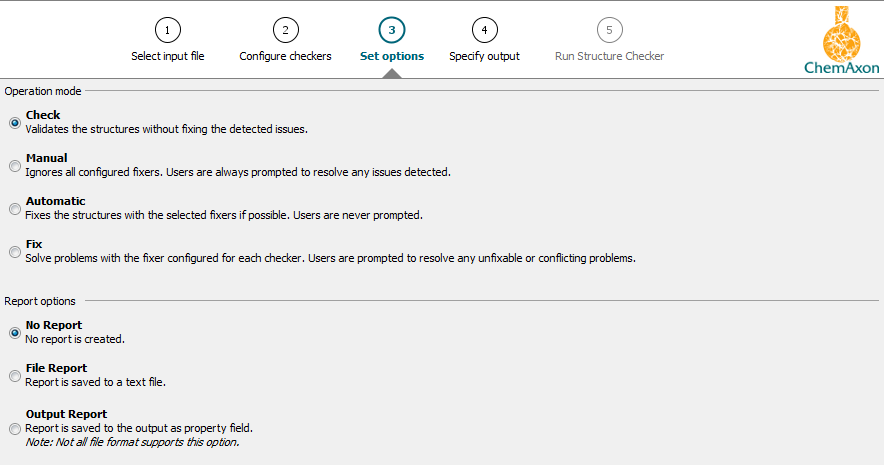 1 2 3 4 5
Select input file Configure checkers Set options Specify output Run Structure Checker
ChemAxon
Operation mode
Check
Validates the structures without fixing the detected issues.
Manual
Ignores all configured fixers. Users are always prompted to resolve any issues detected.
Automatic
Fixes the structures with the selected fixers if possible. Users are never prompted.
Fix
Solve problems with the fixer configured for each checker. Users are prompted to resolve any unfixable or conflicting problems.
Report options
No Report
No report is created.
File Report
Report is saved to a text file.
Output Report
Report is saved to the output as property field.
Note: Not all file format supports this option.